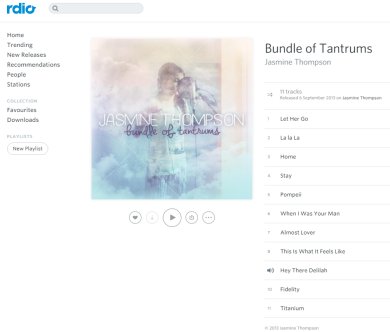 rdio
Home
Trending
New Releases
Recommendations
People
Stations
COLLECTION
Favourites
Downloads
PLAYLISTS
New Playlist
JASMINE THOMPSON
bundle of tantrums
Bundle of Tantrums
Jasmine Thompson
11 tracks
Released 6 September 2013 on Jasmine Thompson
1 Let Her Go
2 La La La
3 Home
4 Stay
5 Pompeii
6 When I Was Your Man
7 Almost Lover
8 This Is What It Feels Like
Hey There Delilah
10 Fidelity
11 Titanium
© 2013 Jasmine Thompson